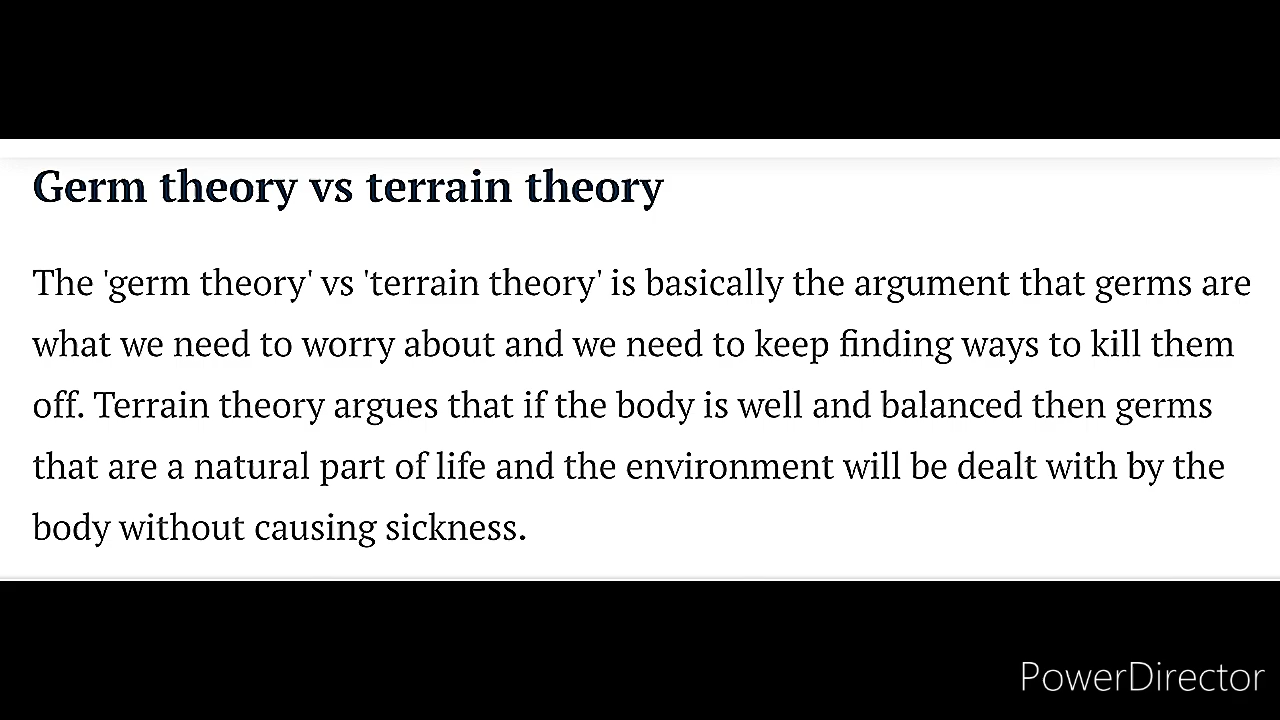 Germ theory vs terrain theory
The 'germ theory' vs 'terrain theory' is basically the argument that germs are
what we need to worry about and we need to keep finding ways to kill them
off. Terrain theory argues that if the body is well and balanced then germs
that are a natural part of life and the environment will be dealt with by the
body without causing sickness.
PowerDirector